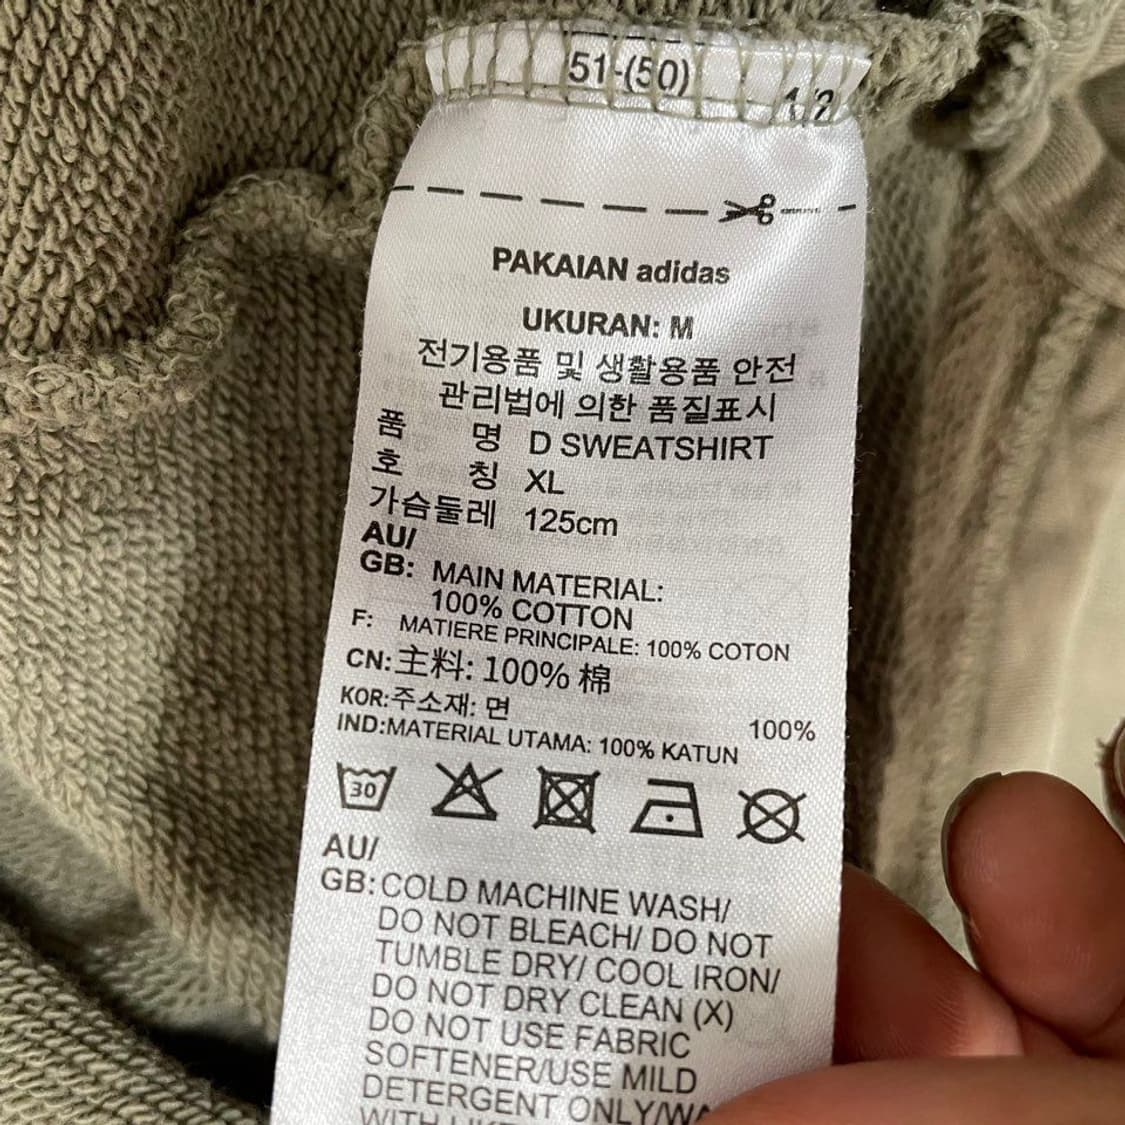 51-(50)
1/2
PAKAIAN adidas
UKURAN: M
전기용품 및 생활용품 안전
관리법에 의한 품질표시
품 명 D SWEATSHIRT
호 칭 XL
가슴둘레 125cm
AU/
GB: MAIN MATERIAL:
100% COTTON
F: MATIERE PRINCIPALE: 100% COTON
CN:主料: 100% 棉
KOR:주소재: 면 100%
IND:MATERIAL UTAMA: 100% KATUN
30
AU/
GB:COLD MACHINE WASH/
DO NOT BLEACH/ DO NOT
TUMBLE DRY/ COOL IRON/
DO NOT DRY CLEAN (X)
DO NOT USE FABRIC
SOFTENER/USE MILD
DETERGENT ONLY/WA
WITH